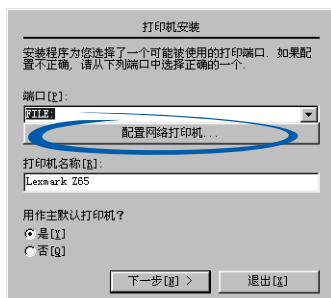 打印机安装
安装程序为您选择了一个可能被使用的打印端口. 如果配
置不正确, 请从下列端口中选择正确的一个.
端口[P]:
FILE:
配置网络打印机...
打印机名称[R]:
Lexmark Z65
用作主默认打印机?
是[Y]
否[O]
下一步[N] >
退出[X]